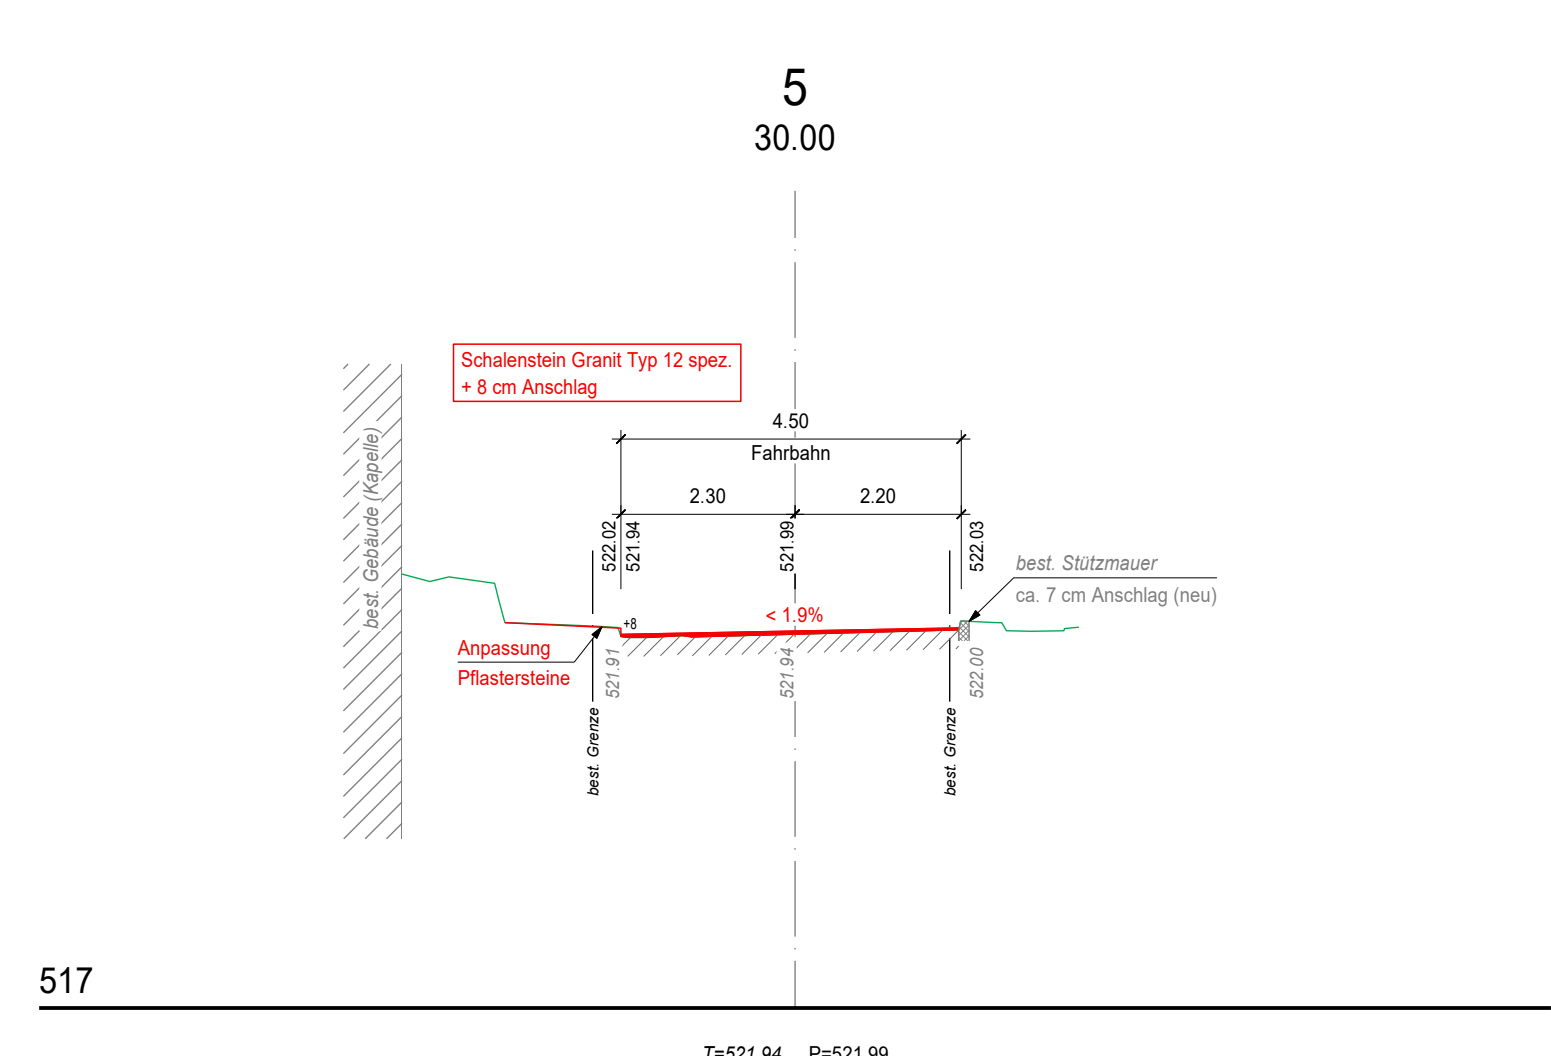 5
30.00
Schalenstein Granit Typ 12 spez.
+ 8 cm Anschlag
4.50
Fahrbahn
2.30
2.20
522.02
521.94
521.99
522.03
best. Gebäude (Kapelle)
best. Stützmauer
ca. 7 cm Anschlag (neu)
+8
< 1.9%
Anpassung
Pflastersteine
521.91
521.94
522.00
best. Grenze
best. Grenze
517
T=521.94 P=521.99